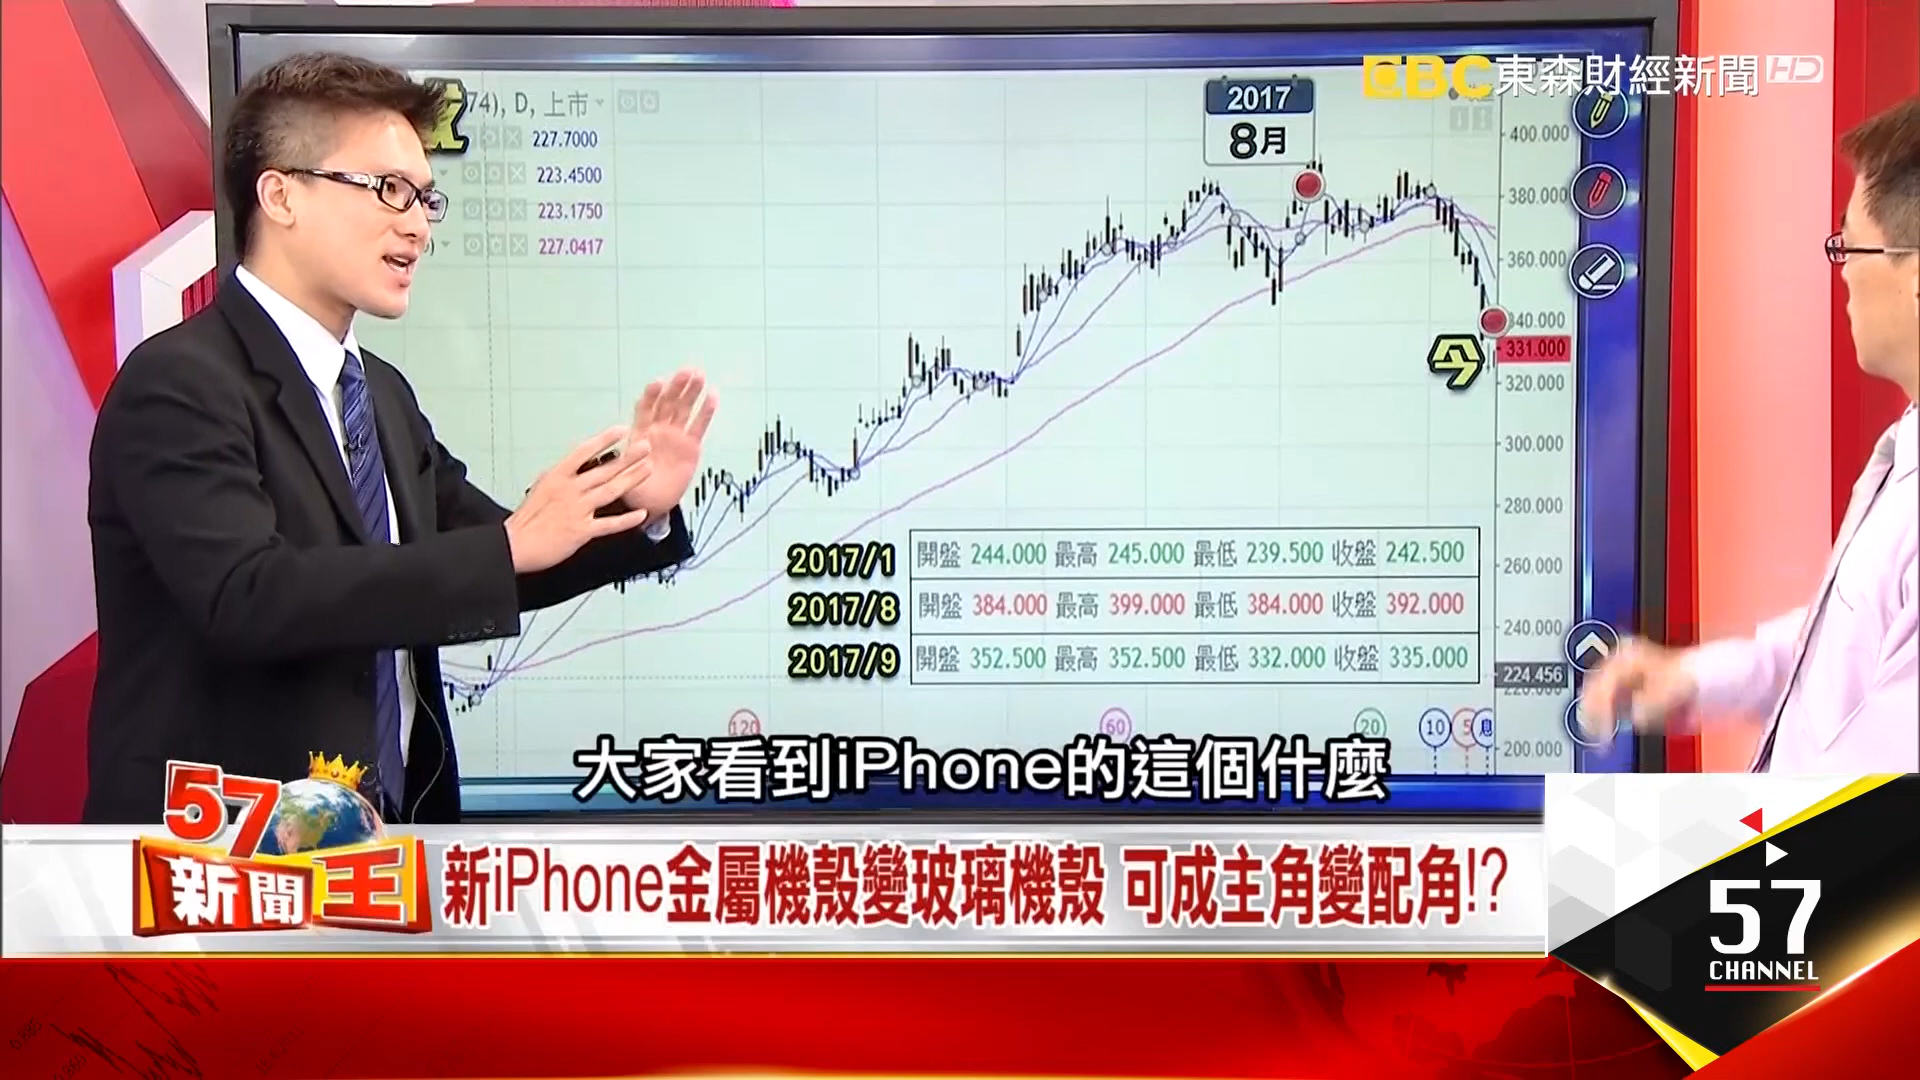 EBC 東森財經新聞 HD
74), D, 上市
227.7000
223.4500
223.1750
227.0417
2017
8月
400.000
380.000
360.000
340.000
331.000
320.000
300.000
280.000
260.000
240.000
224.456
200.000
今
2017/1 開盤 244.000 最高 245.000 最低 239.500 收盤 242.500
2017/8 開盤 384.000 最高 399.000 最低 384.000 收盤 392.000
2017/9 開盤 352.500 最高 352.500 最低 332.000 收盤 335.000
120 60 20 10 5 息
大家看到iPhone的這個什麼
57新聞王
新iPhone金屬機殼變玻璃機殼 可成主角變配角!?
57
CHANNEL